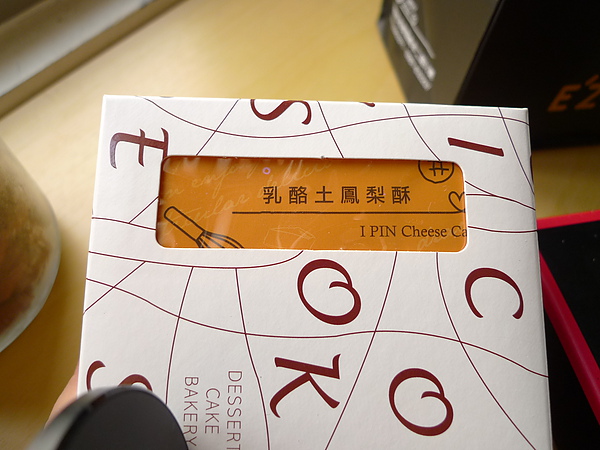 乳酪土鳳梨酥
I PIN Cheese Ca
E
S
I
C
O
O
K
S
DESSERT
CAKE
BAKERY